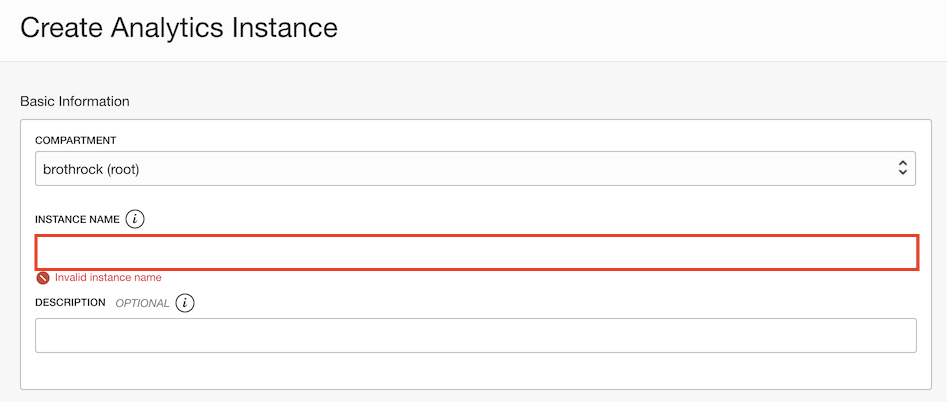 Create Analytics Instance
Basic Information
COMPARTMENT
brothrock (root)
INSTANCE NAME i
Invalid instance name
DESCRIPTION OPTIONAL i